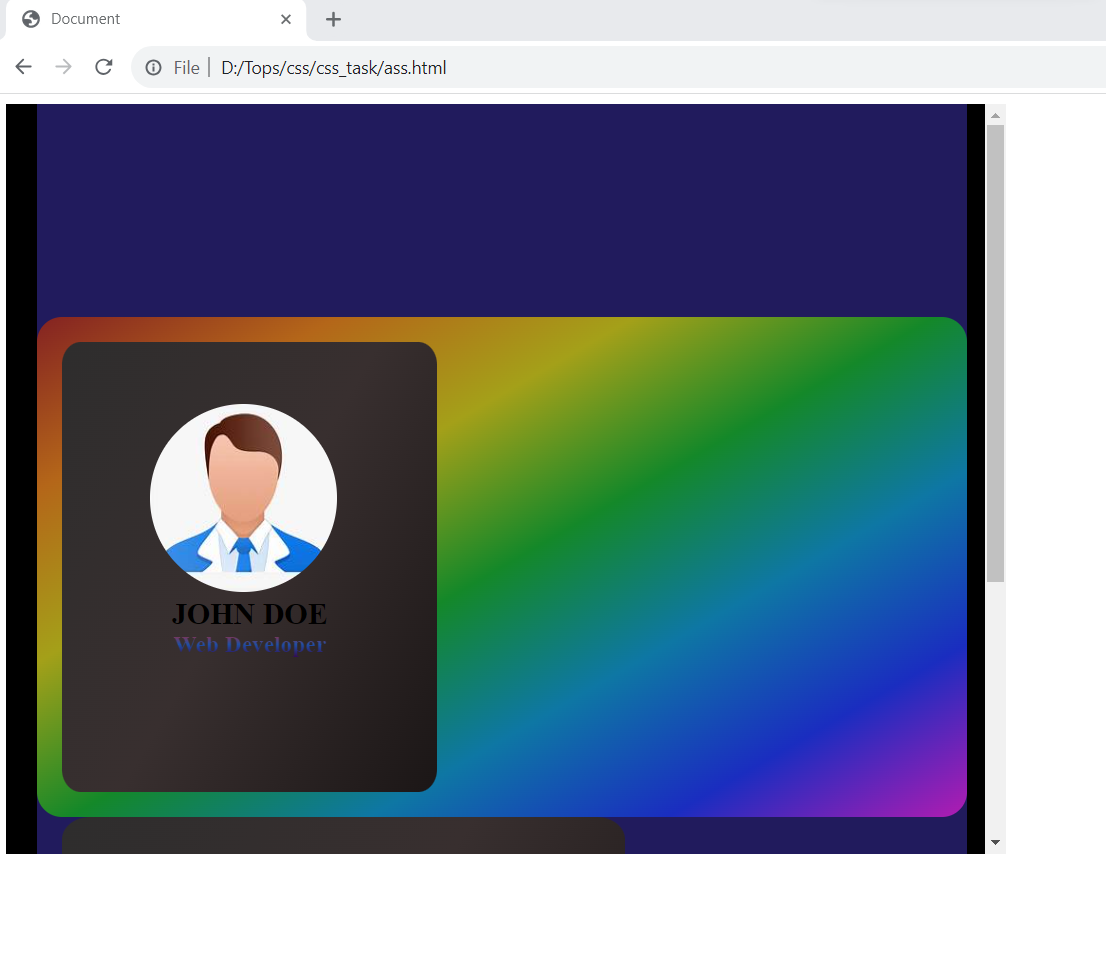 Document
File D:/Tops/css/css_task/ass.html
JOHN DOE
Web Developer